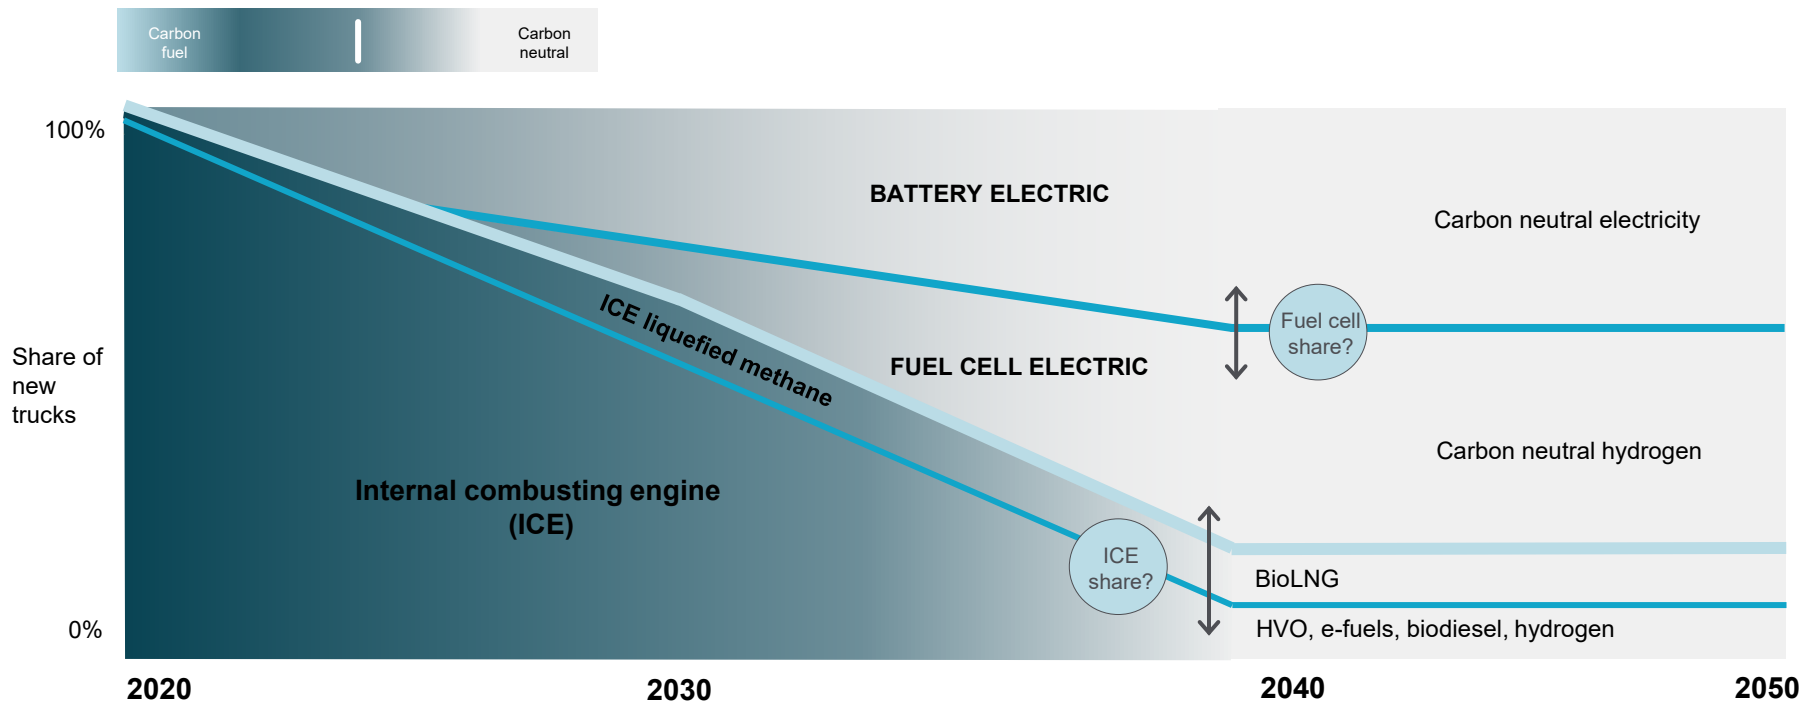 Carbon
fuel
Carbon
neutral
100%
BATTERY ELECTRIC
Carbon neutral electricity
ICE liquefied methane
Fuel cell
share?
Share of
new
trucks
FUEL CELL ELECTRIC
Carbon neutral hydrogen
Internal combusting engine
(ICE)
ICE
share?
BioLNG
0%
HVO, e-fuels, biodiesel, hydrogen
2020
2030
2040
2050